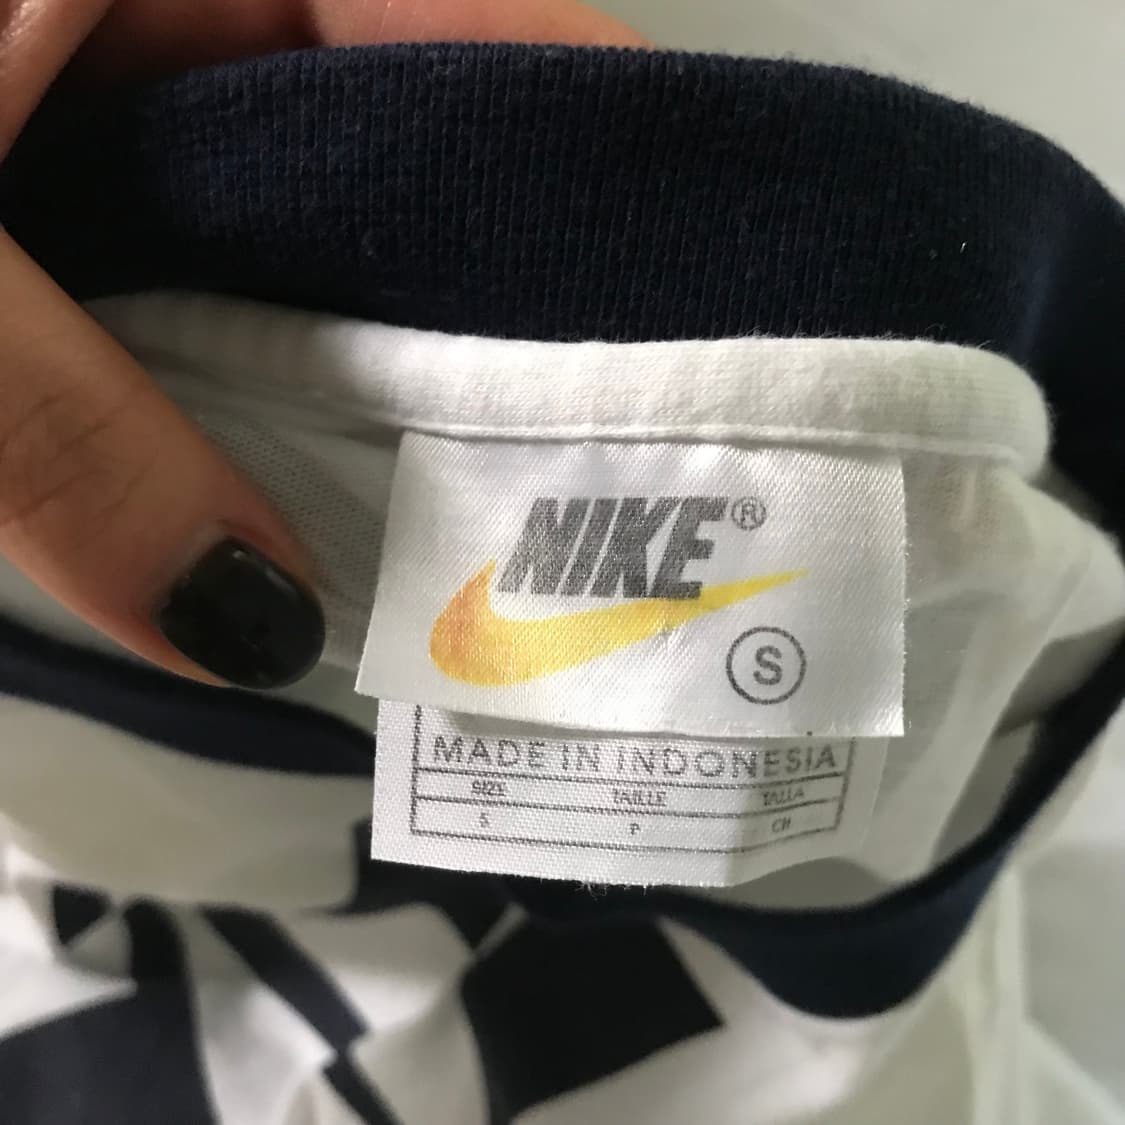 NIKE®
S
MADE IN INDONESIA
SIZE TAILLE TALLA
S P CH